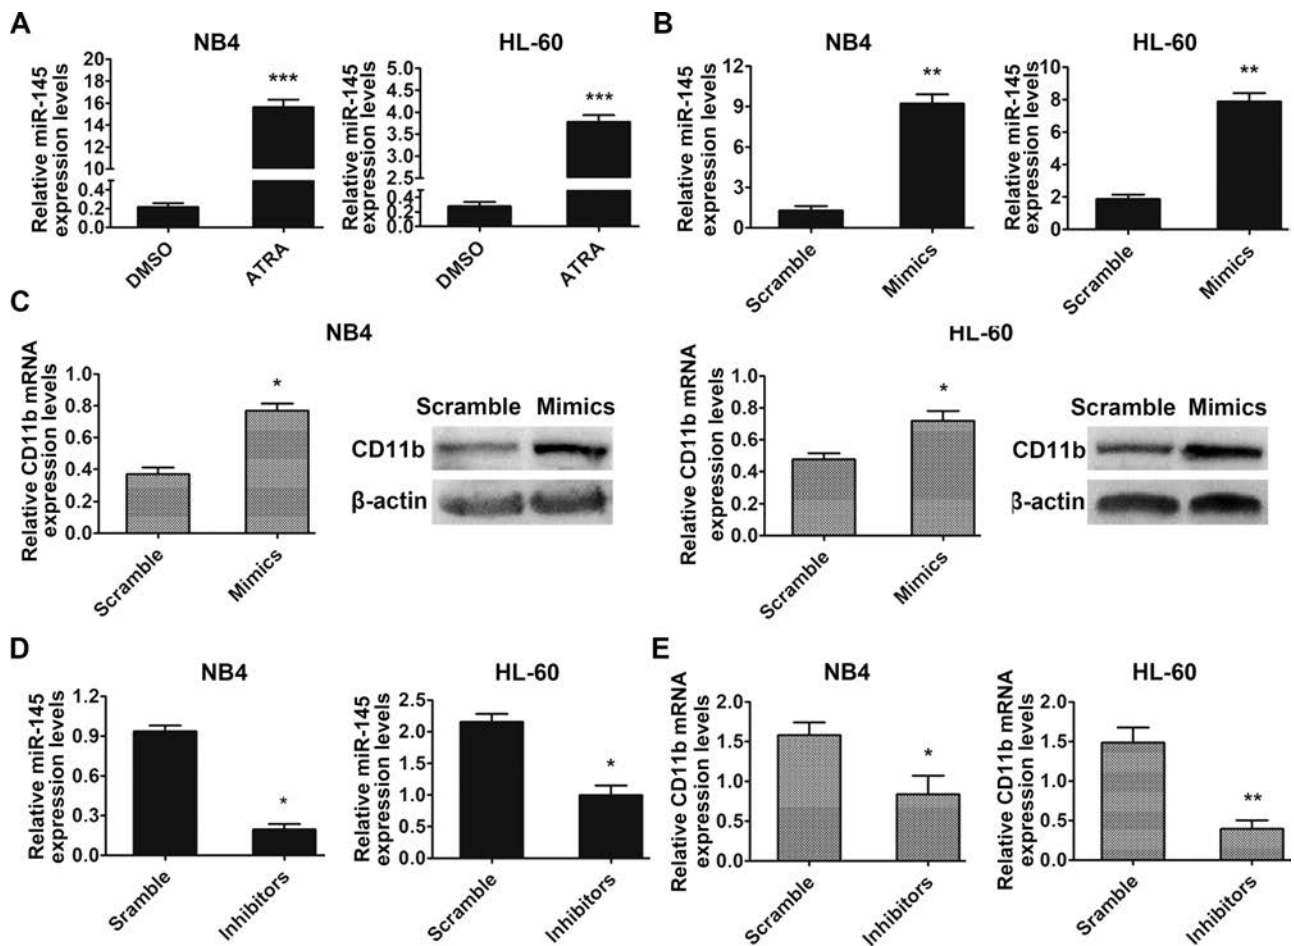 A
NB4
Relative miR-145
expression levels
20
18
16
14
12
10
0.4
0.2
0.0
***
DMSO
ATRA
HL-60
Relative miR-145
expression levels
5.0
4.5
4.0
3.5
3.0
2.5
0.4
0.2
0.0
***
DMSO
ATRA
B
NB4
Relative miR-145
expression levels
12
9
6
3
0
**
Scramble
Mimics
HL-60
Relative miR-145
expression levels
10
8
6
4
2
0
**
Scramble
Mimics
C
NB4
Relative CD11b mRNA
expression levels
1.0
0.8
0.6
0.4
0.2
0.0
*
Scramble
Mimics
Scramble Mimics
CD11b
β-actin
HL-60
Relative CD11b mRNA
expression levels
1.0
0.8
0.6
0.4
0.2
0.0
*
Scramble
Mimics
Scramble Mimics
CD11b
β-actin
D
NB4
Relative miR-145
expression levels
1.2
0.9
0.6
0.3
0.0
*
Sramble
Inhibitors
HL-60
Relative miR-145
expression levels
2.5
2.0
1.5
1.0
0.5
0.0
*
Scramble
Inhibitors
E
NB4
Relative CD11b mRNA
expression levels
2.0
1.5
1.0
0.5
0.0
*
Scramble
Inhibitors
HL-60
Relative CD11b mRNA
expression levels
2.0
1.5
1.0
0.5
0.0
**
Sramble
Inhibitors